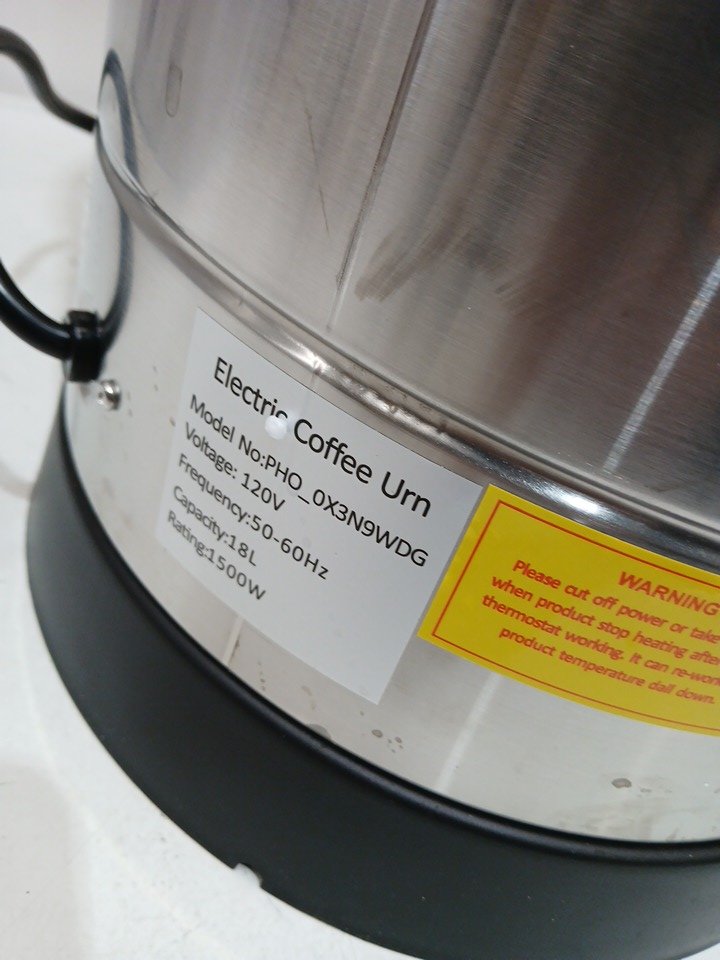 Electric Coffee Urn
Model No:PHO_0X3N9WDG
Voltage: 120V
Frequency:50-60Hz
Capacity:18L
Rating:1500W
WARNING
Please cut off power or take
when product stop heating after
thermostat working. It can re-work
product temperature dail down.